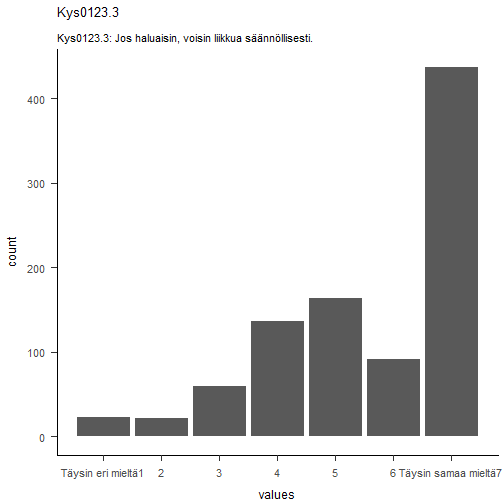 Kys0123.3
Kys0123.3: Jos haluaisin, voisin liikkua säännöllisesti.
400
300
200
100
0
count
Täysin eri mieltä1 2 3 4 5 6 Täysin samaa mieltä7
values